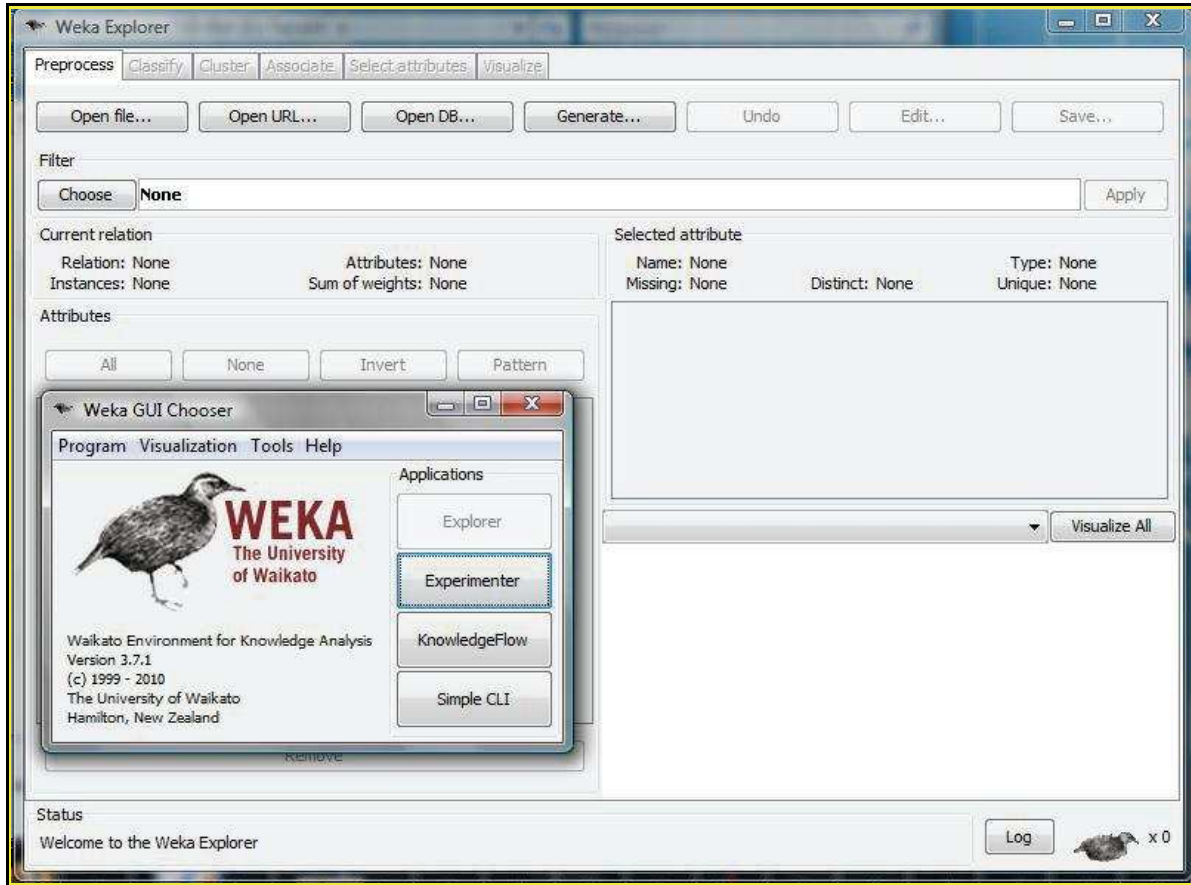 Weka Explorer
Preprocess Classify Cluster Associate Select attributes Visualize
Open file... Open URL... Open DB... Generate... Undo Edit... Save...
Filter
Choose None Apply
Current relation
Relation: None Attributes: None
Instances: None Sum of weights: None
Selected attribute
Name: None Type: None
Missing: None Distinct: None Unique: None
Attributes
All None Invert Pattern
Weka GUI Chooser
Program Visualization Tools Help
WEKA
The University
of Waikato
Waikato Environment for Knowledge Analysis
Version 3.7.1
(c) 1999 - 2010
The University of Waikato
Hamilton, New Zealand
Applications
Explorer
Experimenter
KnowledgeFlow
Simple CLI
Visualize All
Remove
Status
Welcome to the Weka Explorer
Log x 0